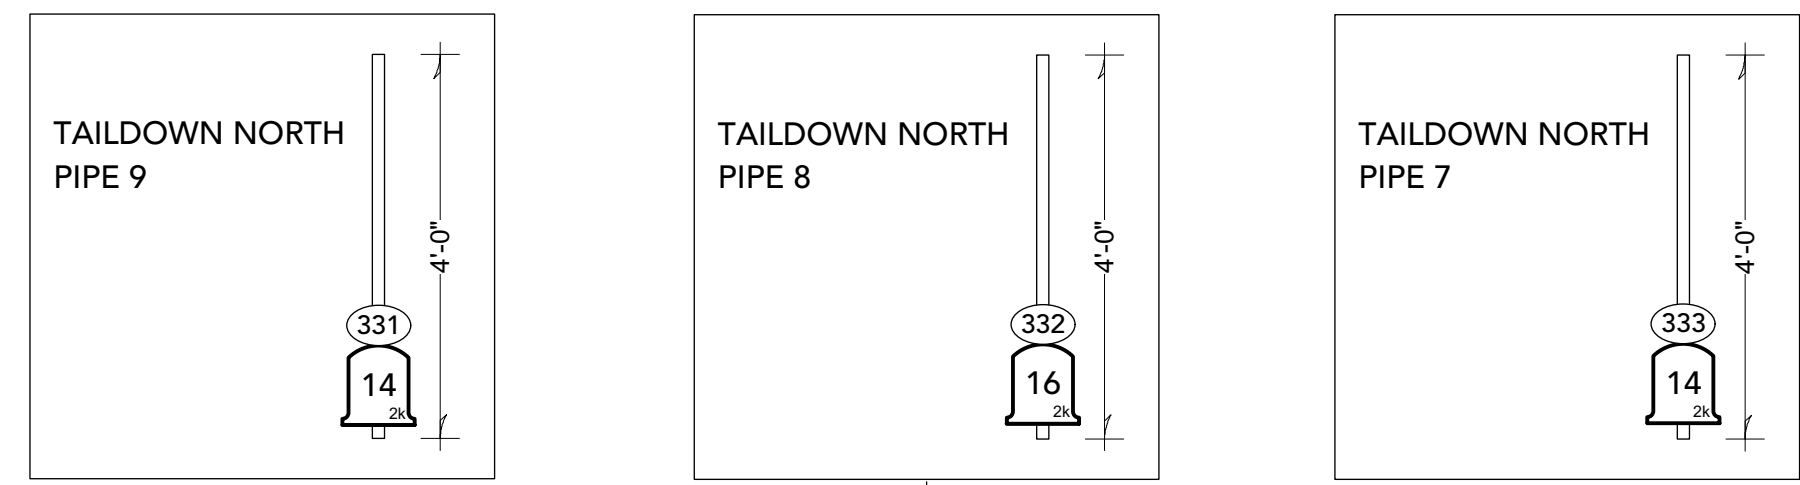 TAILDOWN NORTH
PIPE 9
4'-0"
331
14
2k
TAILDOWN NORTH
PIPE 8
4'-0"
332
16
2k
TAILDOWN NORTH
PIPE 7
4'-0"
333
14
2k